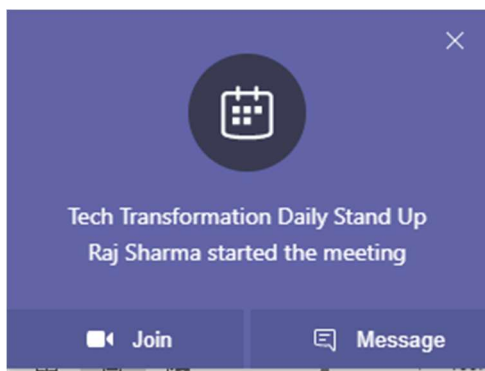 Tech Transformation Daily Stand Up
Raj Sharma started the meeting
Join
Message